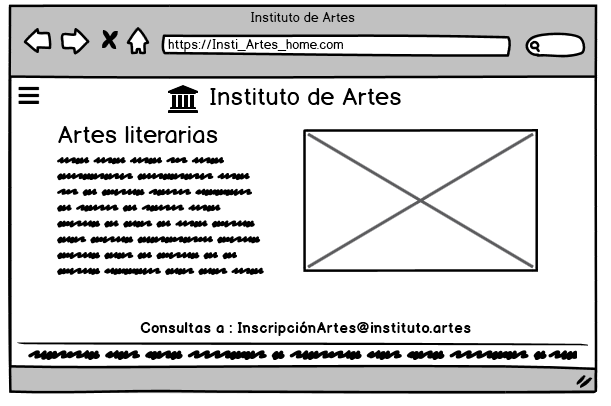 Instituto de Artes
https://Insti_Artes_home.com
Instituto de Artes
Artes literarias
Consultas a : InscripciónArtes@instituto.artes